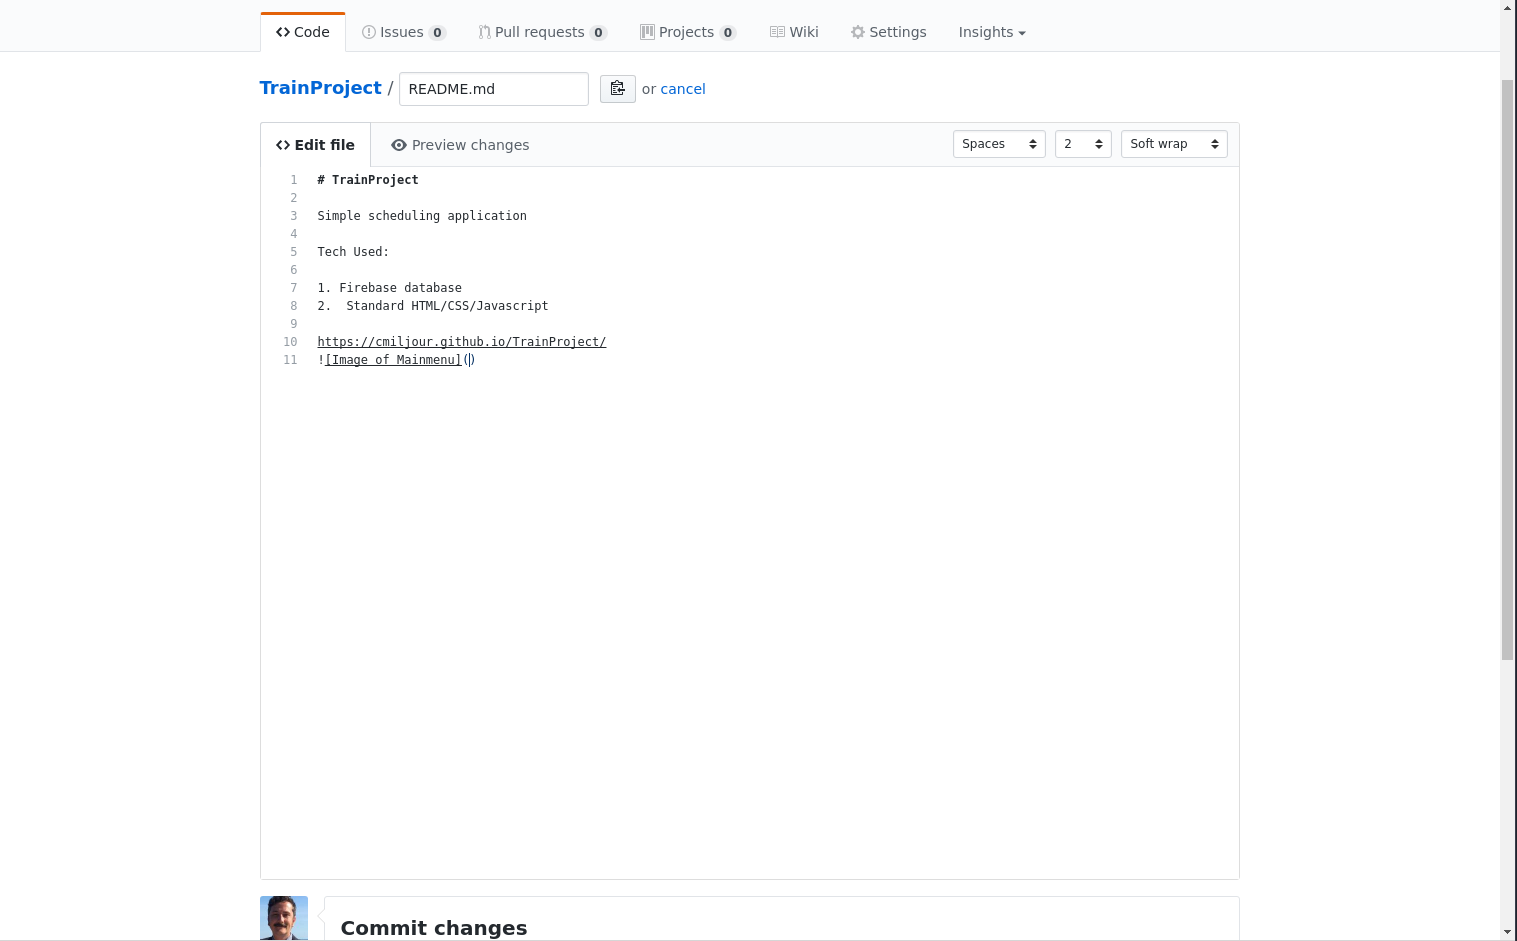 Code Issues 0 Pull requests 0 Projects 0 Wiki Settings Insights
TrainProject / README.md or cancel
Edit file Preview changes Spaces 2 Soft wrap
1 # TrainProject
2
3 Simple scheduling application
4
5 Tech Used:
6
7 1. Firebase database
8 2.  Standard HTML/CSS/Javascript
9
10 https://cmiljour.github.io/TrainProject/
11 ![Image of Mainmenu]()
Commit changes